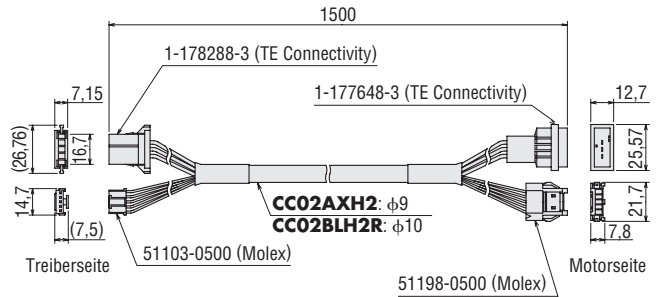 1500
1-178288-3 (TE Connectivity)
7,15
1-177648-3 (TE Connectivity)
12,7
(26,76)
16,7
25,57
14,7
CC02AXH2: ϕ9
CC02BLH2R: ϕ10
21,7
(7,5)
7,8
51103-0500 (Molex)
Treiberseite
51198-0500 (Molex)
Motorseite